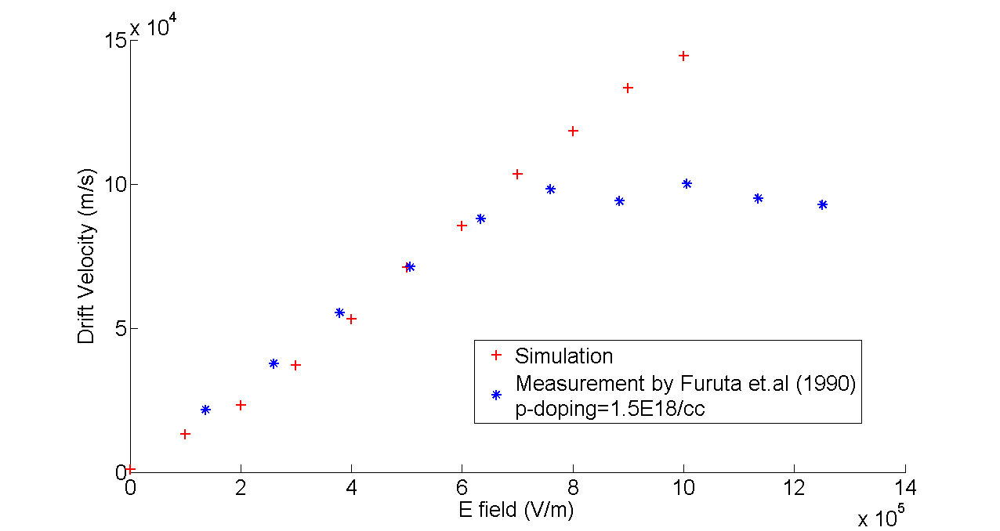 x 10^4
15
10
5
0
Drift Velocity (m/s)
Simulation
Measurement by Furuta et.al (1990)
p-doping=1.5E18/cc
0 2 4 6 8 10 12 14
E field (V/m)
x 10^5